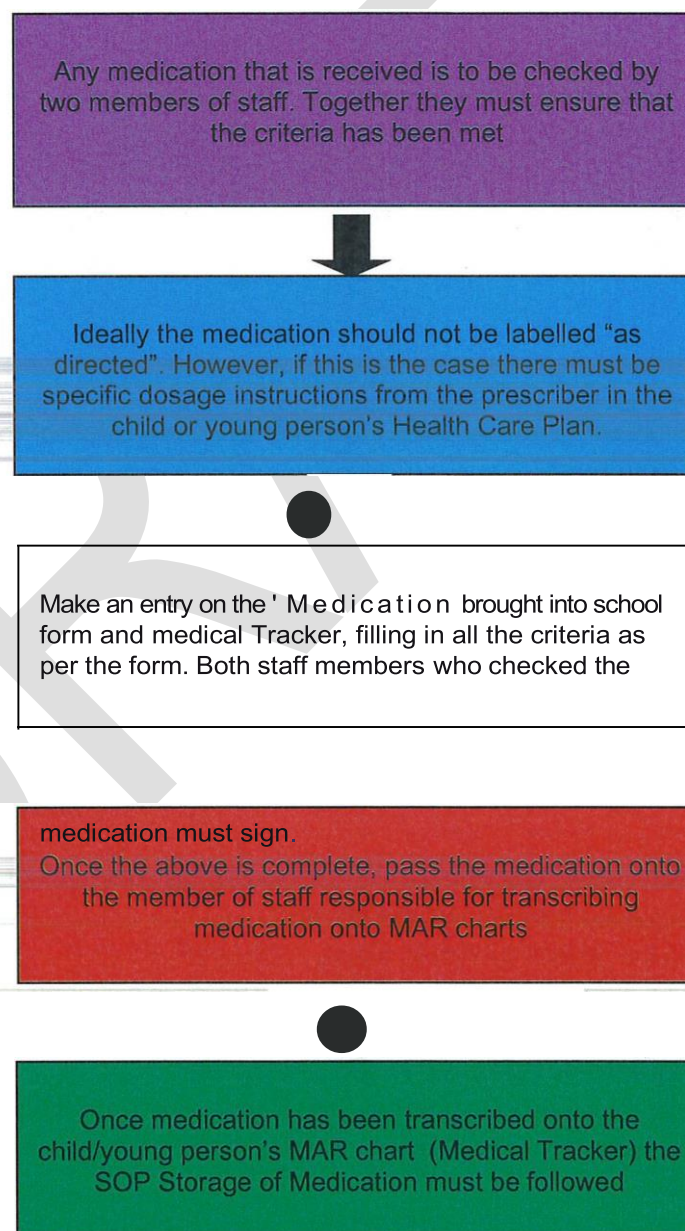 Any medication that is received is to be checked by
two members of staff. Together they must ensure that
the criteria has been met
Ideally the medication should not be labelled “as
directed”. However, if this is the case there must be
specific dosage instructions from the prescriber in the
child or young person’s Health Care Plan.
Make an entry on the ' Medication brought into school
form and medical Tracker, filling in all the criteria as
per the form. Both staff members who checked the
medication must sign.
Once the above is complete, pass the medication onto
the member of staff responsible for transcribing
medication onto MAR charts
Once medication has been transcribed onto the
child/young person’s MAR chart (Medical Tracker) the
SOP Storage of Medication must be followed